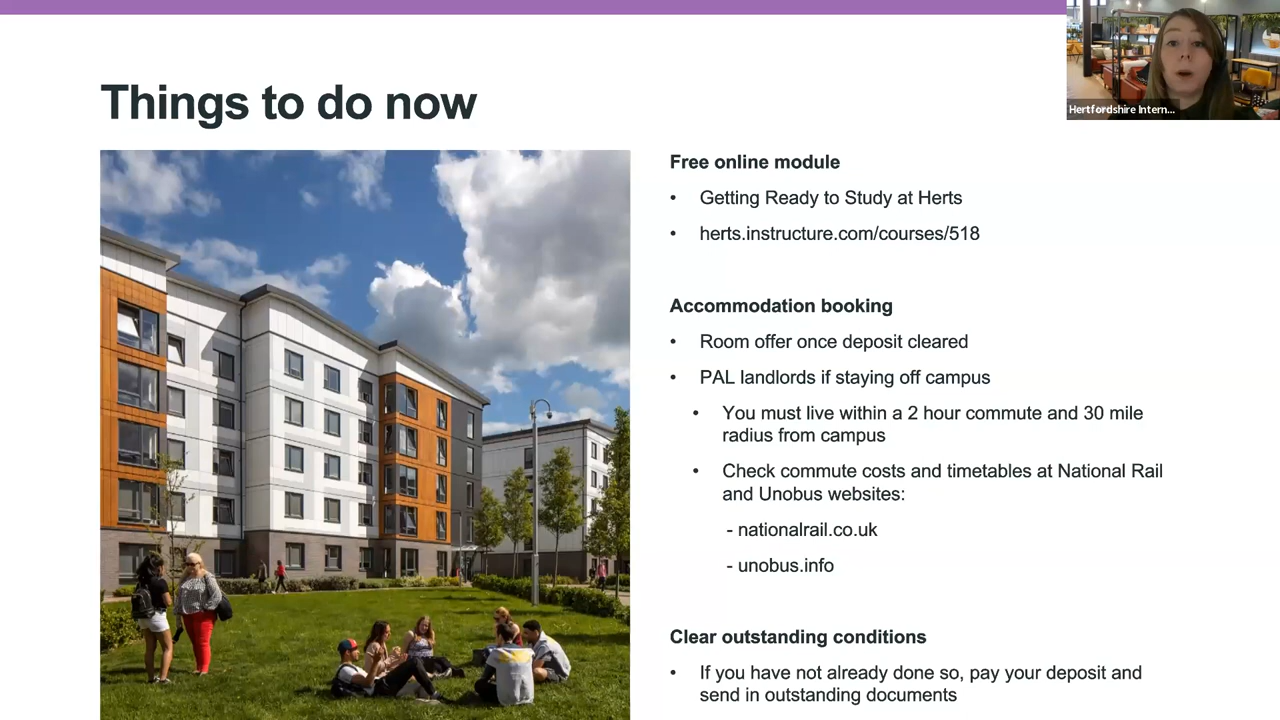 Things to do now
Hertfordshire Intern...
Free online module
• Getting Ready to Study at Herts
• herts.instructure.com/courses/518
Accommodation booking
• Room offer once deposit cleared
• PAL landlords if staying off campus
• You must live within a 2 hour commute and 30 mile
radius from campus
• Check commute costs and timetables at National Rail
and Unobus websites:
- nationalrail.co.uk
- unobus.info
Clear outstanding conditions
• If you have not already done so, pay your deposit and
send in outstanding documents